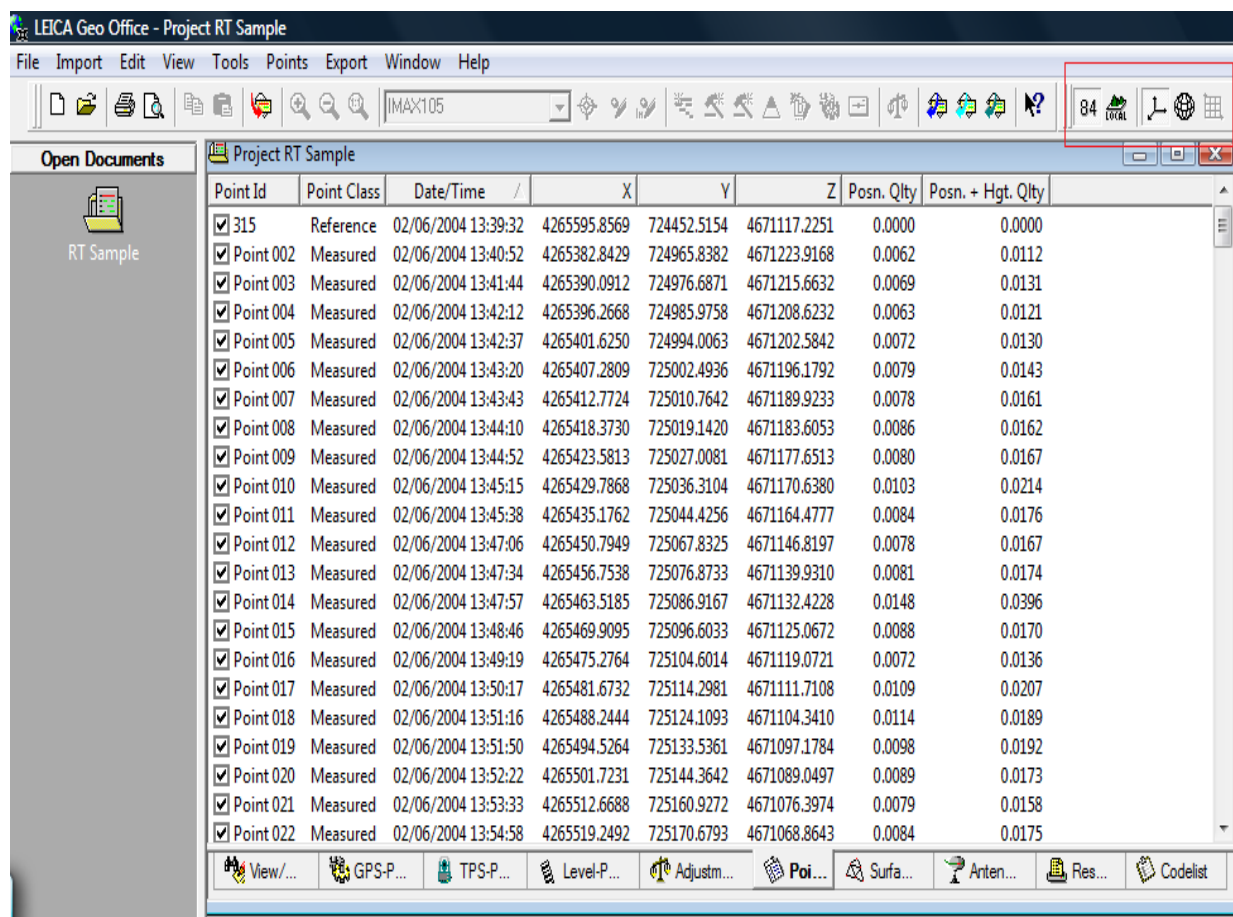 LEICA Geo Office - Project RT Sample
File Import Edit View Tools Points Export Window Help
IMAX105
84 LOCAL
Open Documents
RT Sample
Project RT Sample
Point Id Point Class Date/Time X Y Z Posn. Qlty Posn. + Hgt. Qlty
315 Reference 02/06/2004 13:39:32 4265595.8569 724452.5154 4671117.2251 0.0000 0.0000
Point 002 Measured 02/06/2004 13:40:52 4265382.8429 724965.8382 4671223.9168 0.0062 0.0112
Point 003 Measured 02/06/2004 13:41:44 4265390.0912 724976.6871 4671215.6632 0.0069 0.0131
Point 004 Measured 02/06/2004 13:42:12 4265396.2668 724985.9758 4671208.6232 0.0063 0.0121
Point 005 Measured 02/06/2004 13:42:37 4265401.6250 724994.0063 4671202.5842 0.0072 0.0130
Point 006 Measured 02/06/2004 13:43:20 4265407.2809 725002.4936 4671196.1792 0.0079 0.0143
Point 007 Measured 02/06/2004 13:43:43 4265412.7724 725010.7642 4671189.9233 0.0078 0.0161
Point 008 Measured 02/06/2004 13:44:10 4265418.3730 725019.1420 4671183.6053 0.0086 0.0162
Point 009 Measured 02/06/2004 13:44:52 4265423.5813 725027.0081 4671177.6513 0.0080 0.0167
Point 010 Measured 02/06/2004 13:45:15 4265429.7868 725036.3104 4671170.6380 0.0103 0.0214
Point 011 Measured 02/06/2004 13:45:38 4265435.1762 725044.4256 4671164.4777 0.0084 0.0176
Point 012 Measured 02/06/2004 13:47:06 4265450.7949 725067.8325 4671146.8197 0.0078 0.0167
Point 013 Measured 02/06/2004 13:47:34 4265456.7538 725076.8733 4671139.9310 0.0081 0.0174
Point 014 Measured 02/06/2004 13:47:57 4265463.5185 725086.9167 4671132.4228 0.0148 0.0396
Point 015 Measured 02/06/2004 13:48:46 4265469.9095 725096.6033 4671125.0672 0.0088 0.0170
Point 016 Measured 02/06/2004 13:49:19 4265475.2764 725104.6014 4671119.0721 0.0072 0.0136
Point 017 Measured 02/06/2004 13:50:17 4265481.6732 725114.2981 4671111.7108 0.0109 0.0207
Point 018 Measured 02/06/2004 13:51:16 4265488.2444 725124.1093 4671104.3410 0.0114 0.0189
Point 019 Measured 02/06/2004 13:51:50 4265494.5264 725133.5361 4671097.1784 0.0098 0.0192
Point 020 Measured 02/06/2004 13:52:22 4265501.7231 725144.3642 4671089.0497 0.0089 0.0173
Point 021 Measured 02/06/2004 13:53:33 4265512.6688 725160.9272 4671076.3974 0.0079 0.0158
Point 022 Measured 02/06/2004 13:54:58 4265519.2492 725170.6793 4671068.8643 0.0084 0.0175
View/... GPS-P... TPS-P... Level-P... Adjustm... Poi... Surfa... Anten... Res... Codelist